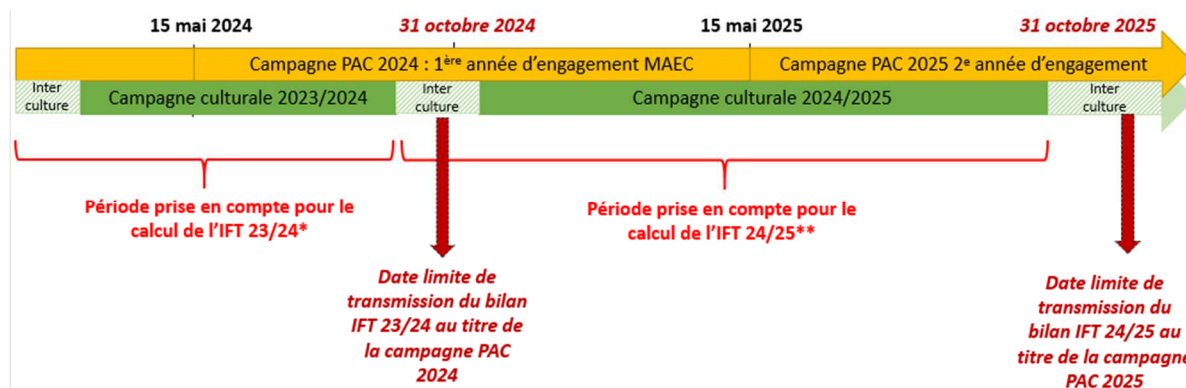 15 mai 2024
31 octobre 2024
15 mai 2025
31 octobre 2025
Campagne PAC 2024 : 1ère année d’engagement MAEC
Campagne PAC 2025 2e année d’engagement
Inter
culture
Campagne culturale 2023/2024
Inter
culture
Campagne culturale 2024/2025
Inter
culture
Période prise en compte pour le
calcul de l’IFT 23/24*
Période prise en compte pour le
calcul de l’IFT 24/25**
Date limite de
transmission du bilan
IFT 23/24 au titre de
la campagne PAC
2024
Date limite de
transmission du
bilan IFT 24/25 au
titre de la campagne
PAC 2025